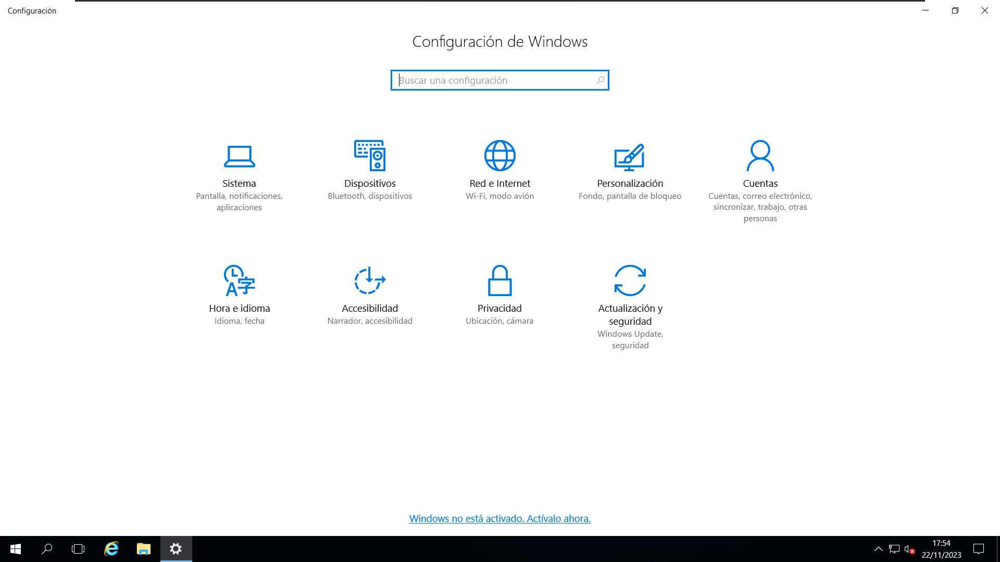 Configuración
Configuración de Windows
Buscar una configuración
Sistema
Pantalla, notificaciones,
aplicaciones
Dispositivos
Bluetooth, dispositivos
Red e Internet
Wi-Fi, modo avión
Personalización
Fondo, pantalla de bloqueo
Cuentas
Cuentas, correo electrónico,
sincronizar, trabajo, otras
personas
Hora e idioma
Idioma, fecha
Accesibilidad
Narrador, accesibilidad
Privacidad
Ubicación, cámara
Actualización y
seguridad
Windows Update,
seguridad
Windows no está activado. Actívalo ahora.
17:54
22/11/2023